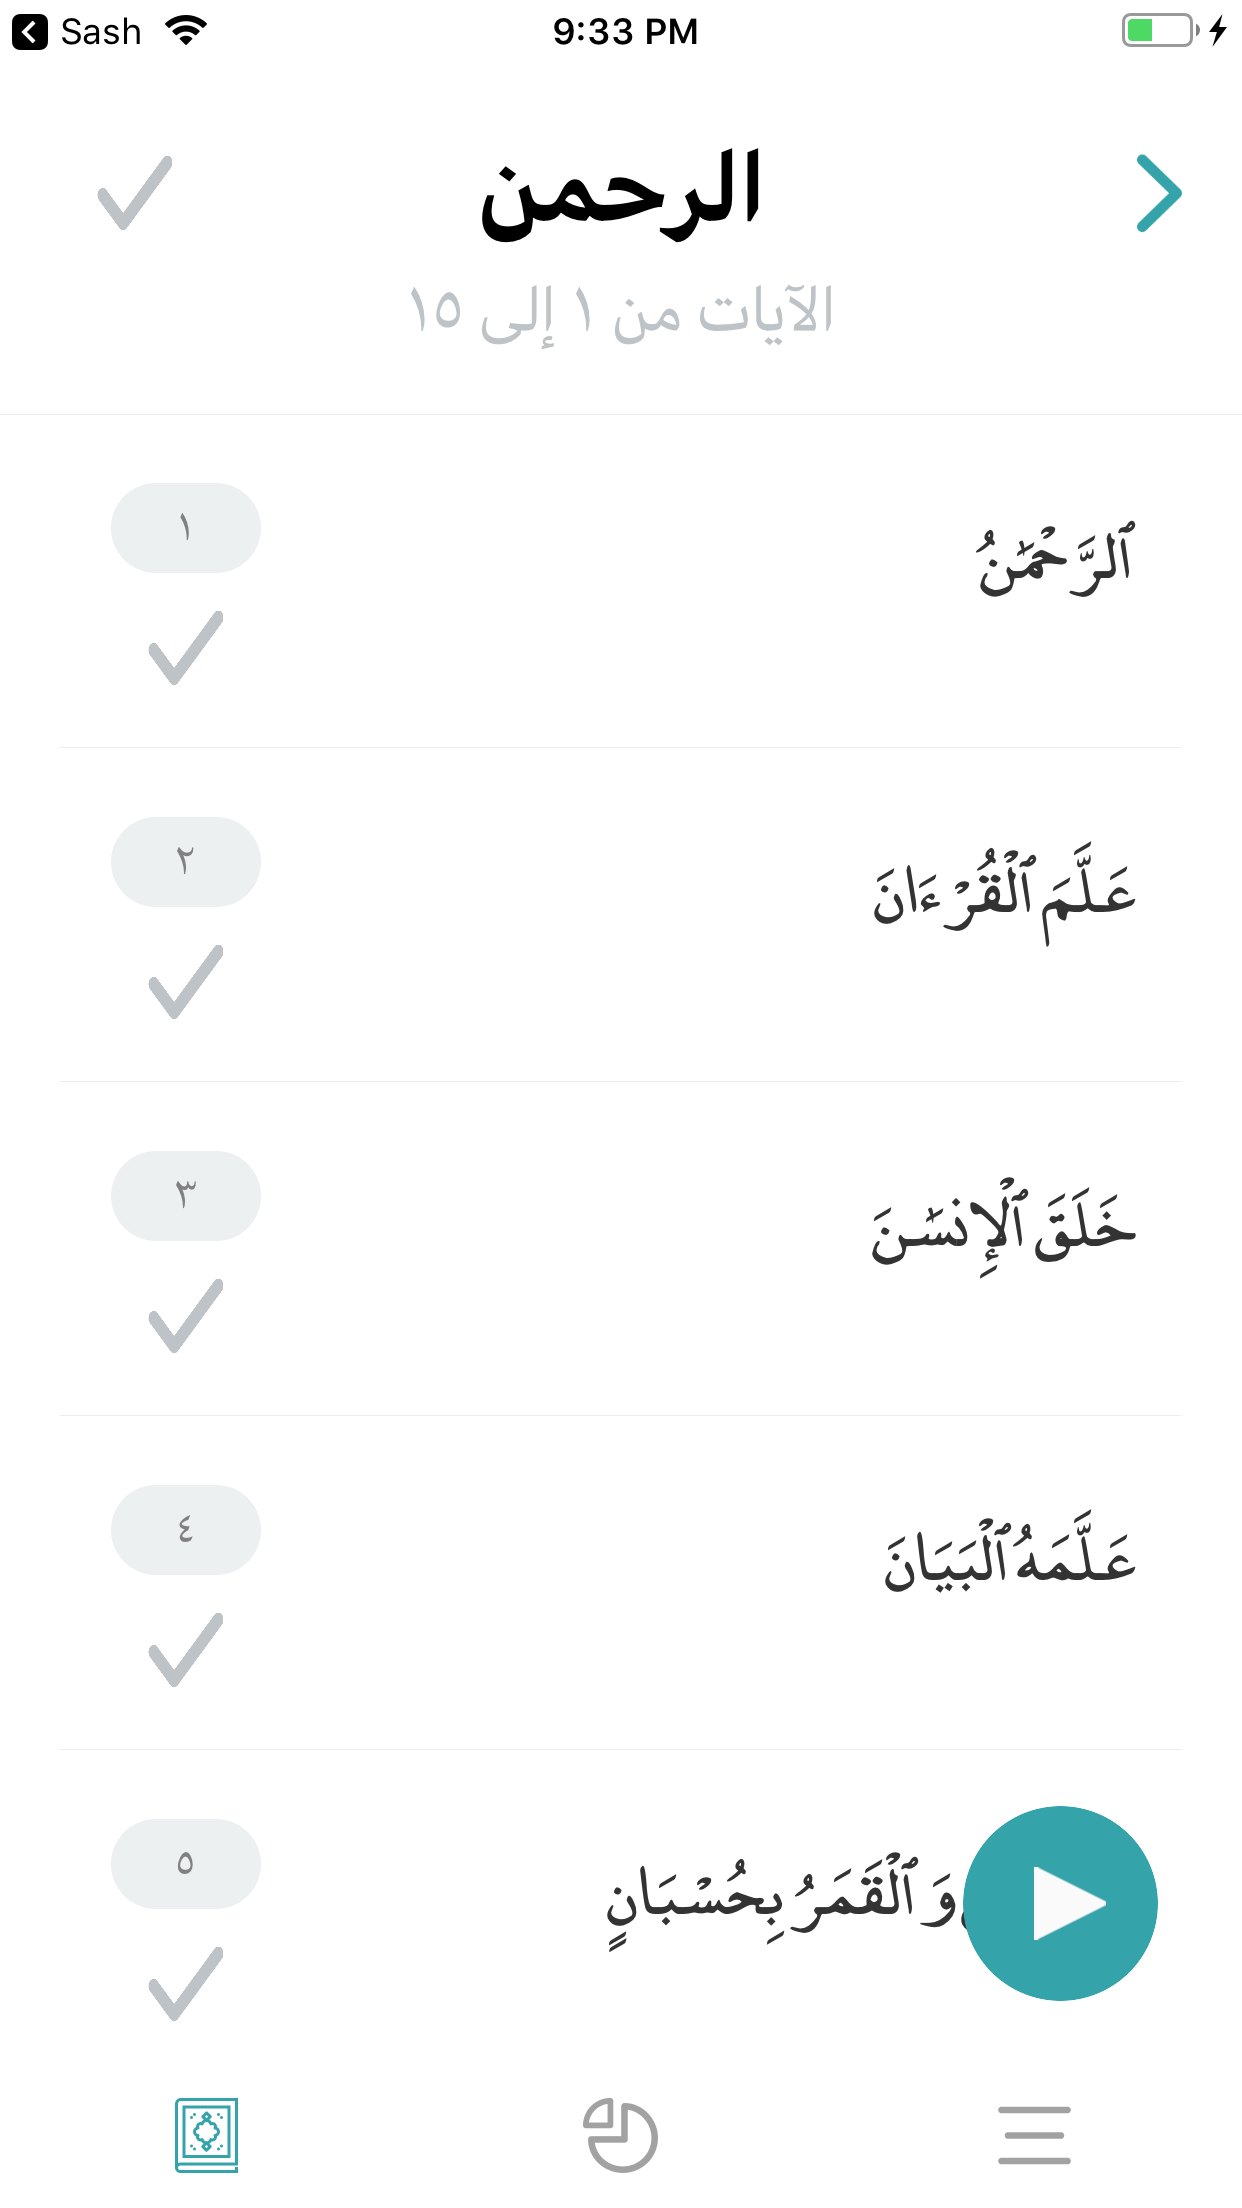 Sash 9:33 PM
الرحمن
الآيات من ١ إلى ١٥
١
ٱلرَّحْمَٰنُ
٢
عَلَّمَ ٱلْقُرْءَانَ
٣
خَلَقَ ٱلْإِنسَٰنَ
٤
عَلَّمَهُ ٱلْبَيَانَ
٥
وَٱلْقَمَرُ بِحُسْبَانٍ